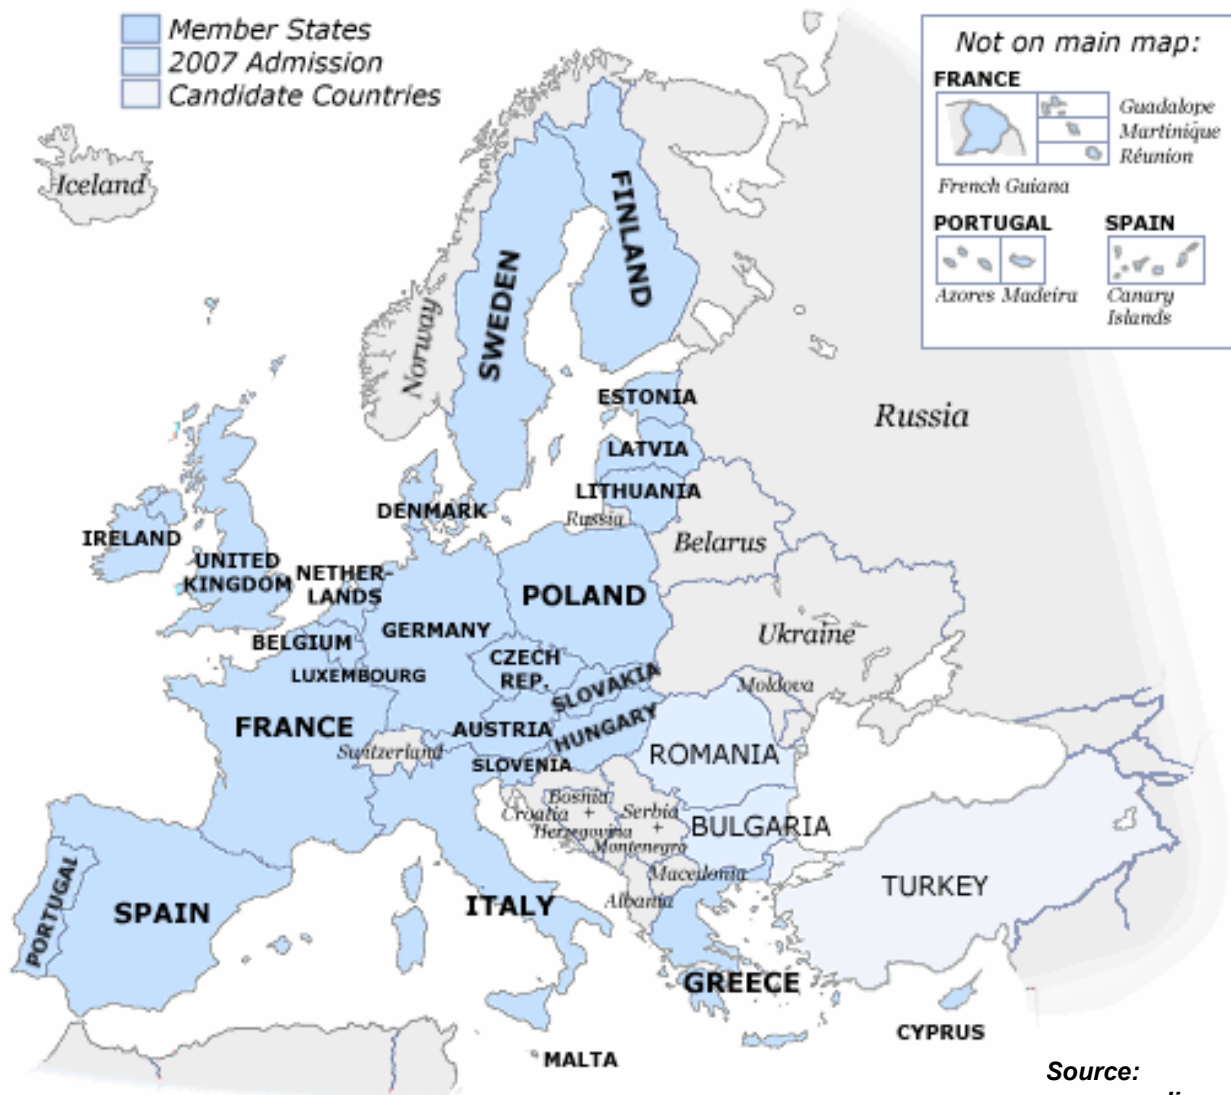 Member States
2007 Admission
Candidate Countries
Not on main map:
FRANCE
Guadalope
Martinique
Réunion
French Guiana
PORTUGAL
SPAIN
Azores
Madeira
Canary
Islands
Iceland
FINLAND
SWEDEN
Norway
Russia
ESTONIA
LATVIA
LITHUANIA
Russia
DENMARK
IRELAND
UNITED
KINGDOM
NETHER-
LANDS
Belarus
POLAND
BELGIUM
GERMANY
Ukraine
LUXEMBOURG
CZECH
REP.
SLOVAKIA
Moldova
FRANCE
AUSTRIA
HUNGARY
Switzerland
SLOVENIA
ROMANIA
Croatia
Bosnia
+
Herzegovina
Serbia
+
Montenegro
BULGARIA
Macedonia
Albania
TURKEY
PORTUGAL
SPAIN
ITALY
GREECE
CYPRUS
MALTA
Source: